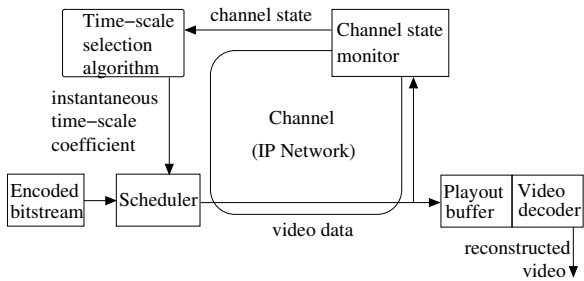 channel state
Time−scale
selection
algorithm
Channel state
monitor
instantaneous
time−scale
coefficient
Channel
(IP Network)
Encoded
bitstream
Scheduler
Playout
buffer
Video
decoder
video data
reconstructed
video